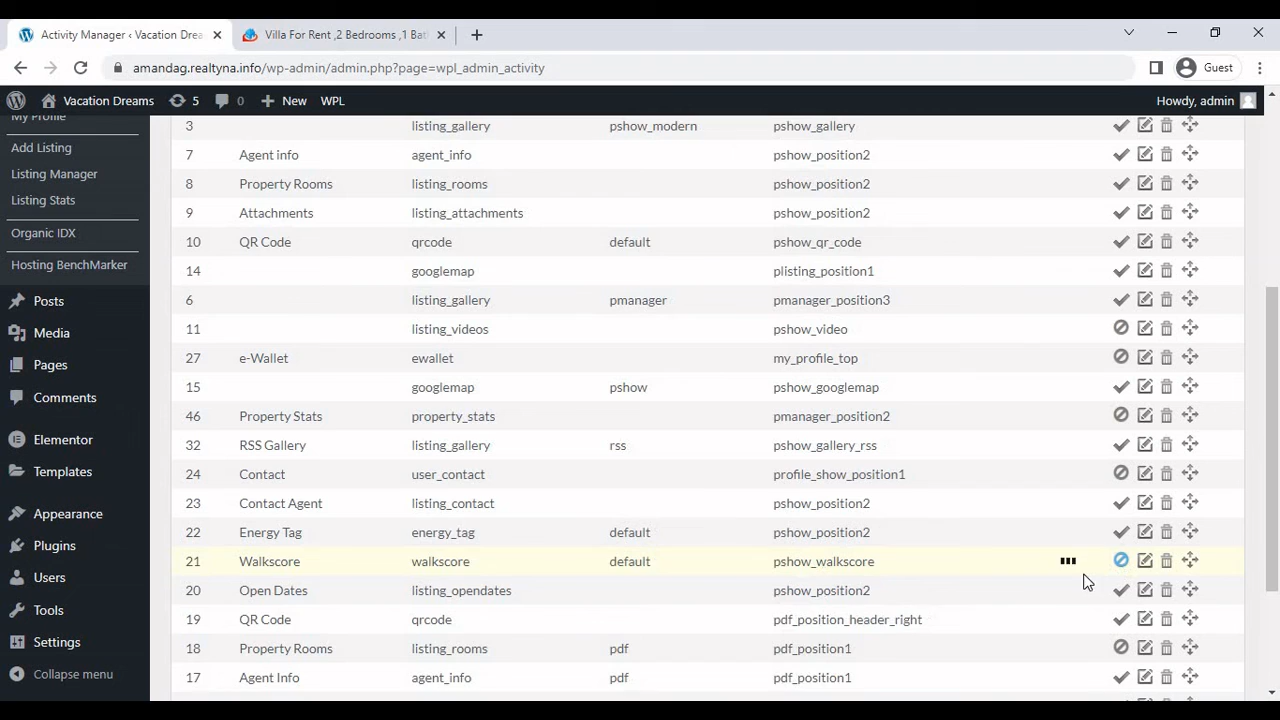 Activity Manager ‹ Vacation Drea
Villa For Rent ,2 Bedrooms ,1 Bat
amandag.realtyna.info/wp-admin/admin.php?page=wpl_admin_activity
Guest
Vacation Dreams 5 0 New WPL
Howdy, admin
My Profile
Add Listing
Listing Manager
Listing Stats
Organic IDX
Hosting BenchMarker
Posts
Media
Pages
Comments
Elementor
Templates
Appearance
Plugins
Users
Tools
Settings
Collapse menu
3 listing_gallery pshow_modern pshow_gallery
7 Agent info agent_info pshow_position2
8 Property Rooms listing_rooms pshow_position2
9 Attachments listing_attachments pshow_position2
10 QR Code qrcode default pshow_qr_code
14 googlemap plisting_position1
6 listing_gallery pmanager pmanager_position3
11 listing_videos pshow_video
27 e-Wallet ewallet my_profile_top
15 googlemap pshow pshow_googlemap
46 Property Stats property_stats pmanager_position2
32 RSS Gallery listing_gallery rss pshow_gallery_rss
24 Contact user_contact profile_show_position1
23 Contact Agent listing_contact pshow_position2
22 Energy Tag energy_tag default pshow_position2
21 Walkscore walkscore default pshow_walkscore
20 Open Dates listing_opendates pshow_position2
19 QR Code qrcode pdf_position_header_right
18 Property Rooms listing_rooms pdf pdf_position1
17 Agent Info agent_info pdf pdf_position1